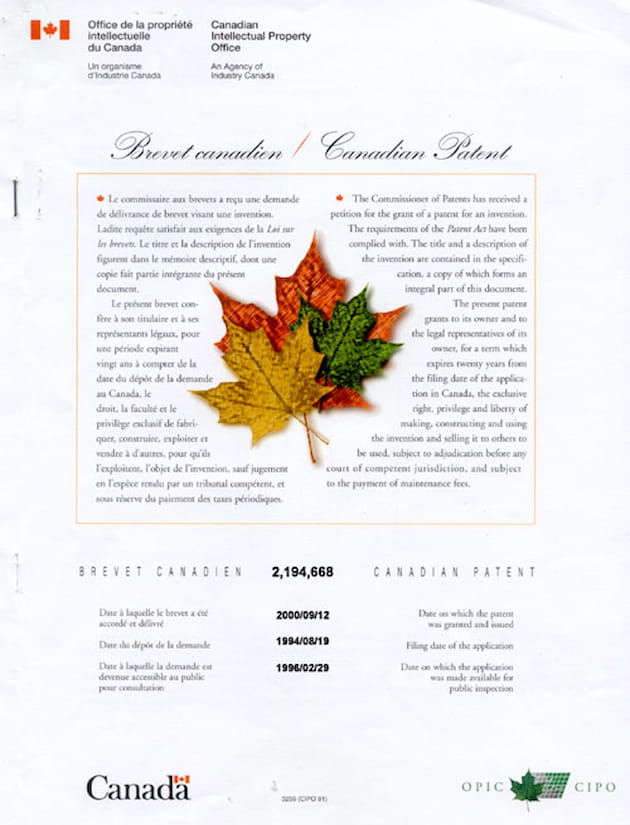 Office de la propriété
intellectuelle
du Canada
Un organisme
d'Industrie Canada
Canadian
Intellectual Property
Office
An Agency of
Industry Canada
Brevet canadien / Canadian Patent
Le commissaire aux brevets a reçu une demande
de délivrance de brevet visant une invention.
Ladite requête satisfait aux exigences de la Loi sur
les brevets. Le titre et la description de l'invention
figurent dans le mémoire descriptif, dont une
copie fait partie intégrante du présent
document.
Le présent brevet con-
fère à son titulaire et à ses
représentants légaux, pour
une période expirant
vingt ans à compter de la
date du dépôt de la demande
au Canada, le
droit, la faculté et le
privilège exclusif de fabri-
quer, construire, exploiter et
vendre à d'autres, pour qu'ils
l'exploitent, l'objet de l'invention, sauf jugement
en l'espèce rendu par un tribunal compétent, et
sous réserve du paiement des taxes périodiques.
The Commissioner of Patents has received a
petition for the grant of a patent for an invention.
The requirements of the Patent Act have been
complied with. The title and a description of
the invention are contained in the specifi-
cation, a copy of which forms an
integral part of this document.
The present patent
grants to its owner and to
the legal representatives of its
owner, for a term which
expires twenty years from
the filing date of the applica-
tion in Canada, the exclusive
right, privilege and liberty of
making, constructing and using
the invention and selling it to others to
be used, subject to adjudication before any
court of competent jurisdiction, and subject
to the payment of maintenance fees.
BREVET CANADIEN 2,194,668 CANADIAN PATENT
Date à laquelle le brevet a été
accordé et délivré
2000/09/12
Date on which the patent
was granted and issued
Date du dépôt de la demande
1994/08/19
Filing date of the application
Date à laquelle la demande est
devenue accessible au public
pour consultation
1996/02/29
Date on which the application
was made available for
public inspection
Canada
3256 (CIPO 91)
OPIC CIPO